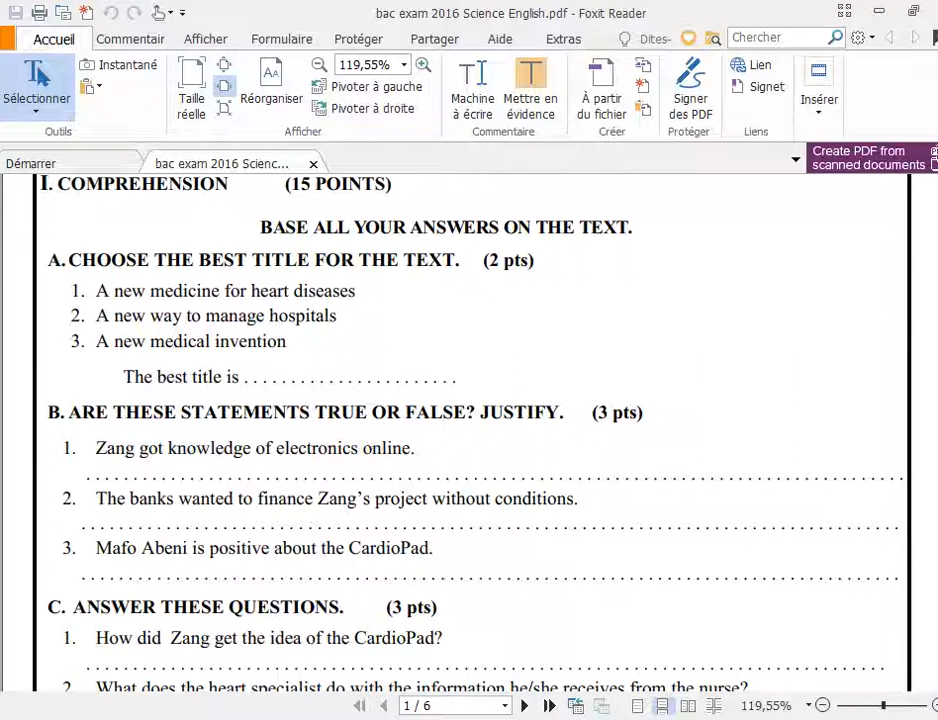 bac exam 2016 Science English.pdf - Foxit Reader
Accueil Commentair Afficher Formulaire Protéger Partager Aide Extras Dites- Chercher
Sélectionner
Instantané
Outils
Taille réelle
Réorganiser
119,55%
Pivoter à gauche
Pivoter à droite
Afficher
Machine à écrire
Mettre en évidence
Commentaire
À partir du fichier
Créer
Signer des PDF
Protéger
Lien
Signet
Liens
Insérer
Démarrer
bac exam 2016 Scienc...
Create PDF from
scanned documents
I. COMPREHENSION (15 POINTS)
BASE ALL YOUR ANSWERS ON THE TEXT.
A. CHOOSE THE BEST TITLE FOR THE TEXT. (2 pts)
1. A new medicine for heart diseases
2. A new way to manage hospitals
3. A new medical invention
The best title is . . . . . . . . . . . . . . . . . . . . . . .
B. ARE THESE STATEMENTS TRUE OR FALSE? JUSTIFY. (3 pts)
1. Zang got knowledge of electronics online.
2. The banks wanted to finance Zang's project without conditions.
3. Mafo Abeni is positive about the CardioPad.
C. ANSWER THESE QUESTIONS. (3 pts)
1. How did Zang get the idea of the CardioPad?
2. What does the heart specialist do with the information he/she receives from the nurse?
1 / 6
119,55%